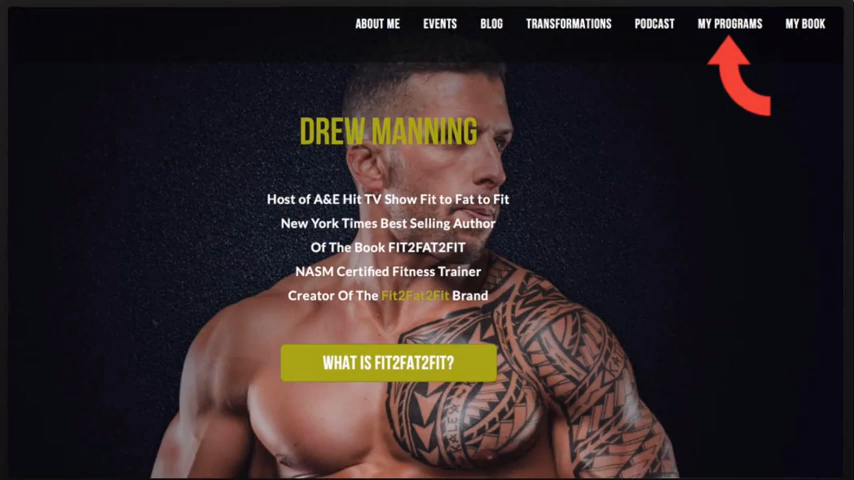 ABOUT ME EVENTS BLOG TRANSFORMATIONS PODCAST MY PROGRAMS MY BOOK
DREW MANNING
Host of A&E Hit TV Show Fit to Fat to Fit
New York Times Best Selling Author
Of The Book FIT2FAT2FIT
NASM Certified Fitness Trainer
Creator Of The Fit2Fat2Fit Brand
WHAT IS FIT2FAT2FIT?